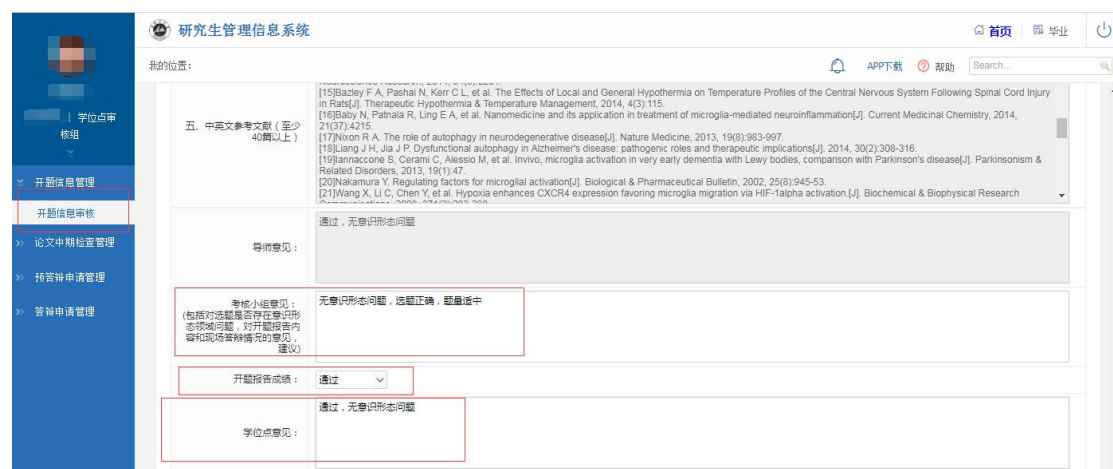 研究生管理信息系统
首页
毕业
我的位置：
APP下载
帮助
Search...
| 学位点审
核组
开题信息管理
开题信息审核
论文中期检查管理
预答辩申请管理
答辩申请管理
五、中英文参考文献（至少
40篇以上）
[15]Bazley F A, Pashai N, Kerr C L, et al. The Effects of Local and General Hypothermia on Temperature Profiles of the Central Nervous System Following Spinal Cord Injury
in Rats[J]. Therapeutic Hypothermia & Temperature Management, 2014, 4(3):115.
[16]Baby N, Patnala R, Ling E A, et al. Nanomedicine and its application in treatment of microglia-mediated neuroinflammation[J]. Current Medicinal Chemistry, 2014,
21(37):4215.
[17]Nixon R A. The role of autophagy in neurodegenerative disease[J]. Nature Medicine, 2013, 19(8):983-997.
[18]Liang J H, Jia J P. Dysfunctional autophagy in Alzheimer's disease: pathogenic roles and therapeutic implications[J]. 2014, 30(2):308-316.
[19]Iannaccone S, Cerami C, Alessio M, et al. Invivo, microglia activation in very early dementia with Lewy bodies, comparison with Parkinson's disease[J]. Parkinsonism &
Related Disorders, 2013, 19(1):47.
[20]Nakamura Y. Regulating factors for microglial activation[J]. Biological & Pharmaceutical Bulletin, 2002, 25(8):945-53.
[21]Wang X, Li C, Chen Y, et al. Hypoxia enhances CXCR4 expression favoring microglia migration via HIF-1alpha activation.[J]. Biochemical & Biophysical Research
导师意见：
通过，无意识形态问题
考核小组意见：
(包括对选题是否存在意识形
态领域问题，对开题报告内
容和现场答辩情况的意见，
建议)
无意识形态问题，选题正确，题量适中
开题报告成绩：
通过
学位点意见：
通过，无意识形态问题